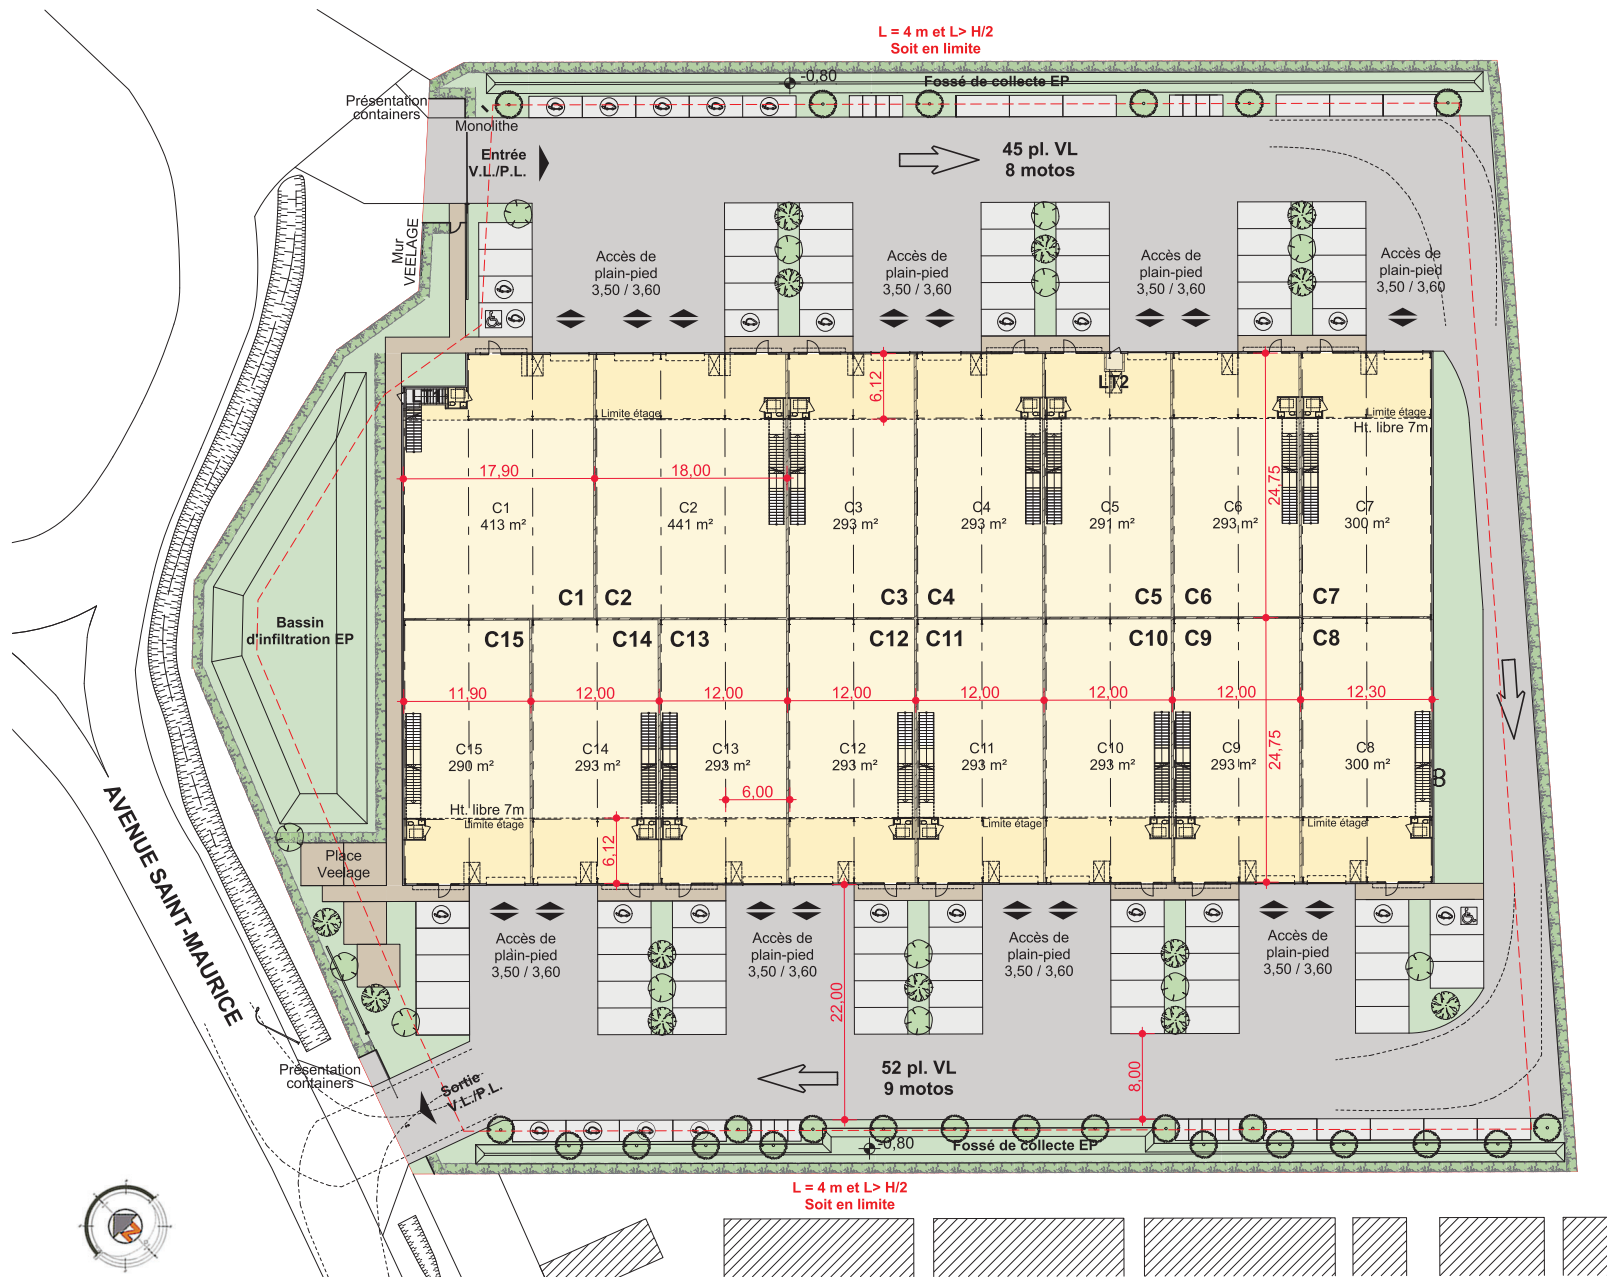 L = 4 m et L> H/2
Soit en limite
-0,80
Fossé de collecte EP
Présentation
containers
Monolithe
Entrée
V.L./P.L.
45 pl. VL
8 motos
Mur
VEELAGE
Accès de
plain-pied
3,50 / 3,60
Accès de
plain-pied
3,50 / 3,60
Accès de
plain-pied
3,50 / 3,60
Accès de
plain-pied
3,50 / 3,60
LT2
6,12
Limite étage
Limite étage
Ht. libre 7m
17,90
18,00
24,75
C1
413 m²
C2
441 m²
C3
293 m²
C4
293 m²
C5
291 m²
C6
293 m²
C7
300 m²
C1
C2
C3
C4
C5
C6
C7
Bassin
d'infiltration EP
C15
C14
C13
C12
C11
C10
C9
C8
11,90
12,00
12,00
12,00
12,00
12,00
12,00
12,30
24,75
C15
290 m²
C14
293 m²
C13
293 m²
C12
293 m²
C11
293 m²
C10
293 m²
C9
293 m²
C8
300 m²
8
6,00
Ht. libre 7m
Limite étage
Limite étage
Limite étage
6,12
Place
Veelage
AVENUE SAINT-MAURICE
Accès de
plain-pied
3,50 / 3,60
Accès de
plain-pied
3,50 / 3,60
Accès de
plain-pied
3,50 / 3,60
Accès de
plain-pied
3,50 / 3,60
22,00
8,00
52 pl. VL
9 motos
Présentation
containers
Sortie
V.L./P.L.
-0,80
Fossé de collecte EP
L = 4 m et L> H/2
Soit en limite